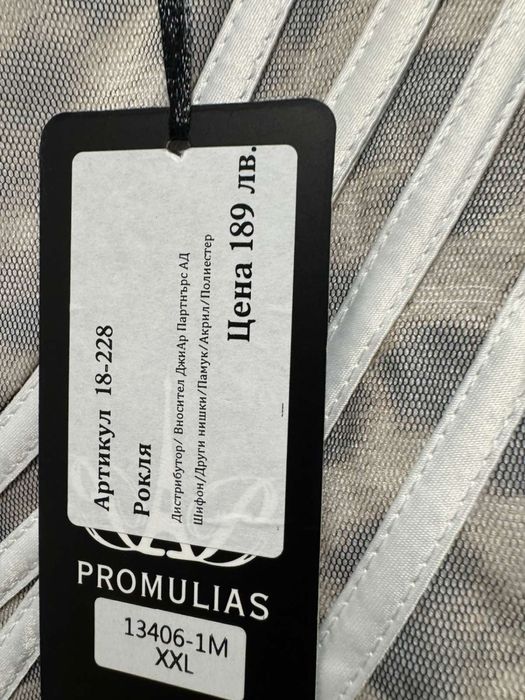 Артикул 18-228
Рокля
Дистрибутор/ Вносител ДжиАр Партнърс АД
Шифон/Други нишки/Памук/Акрил/Полиестер
Цена 189 лв.
PROMULIAS
13406-1M
XXL